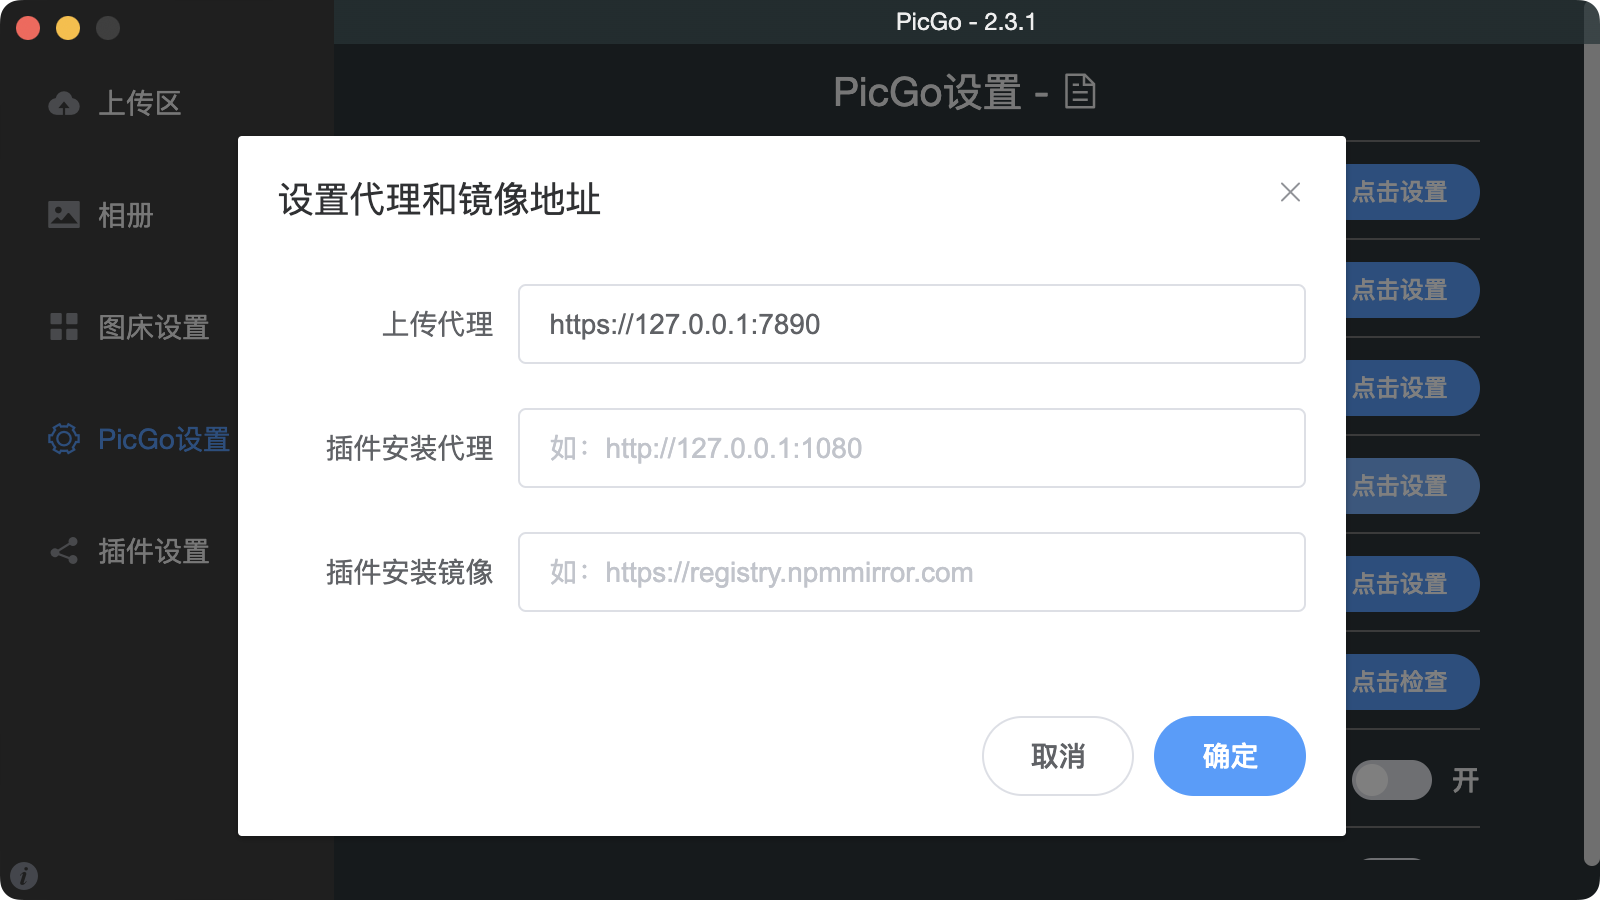 PicGo - 2.3.1
PicGo设置 -
上传区
相册
图床设置
PicGo设置
插件设置
设置代理和镜像地址
上传代理
https://127.0.0.1:7890
插件安装代理
如：http://127.0.0.1:1080
插件安装镜像
如：https://registry.npmmirror.com
取消
确定
点击设置
点击设置
点击设置
点击设置
点击设置
点击检查
开